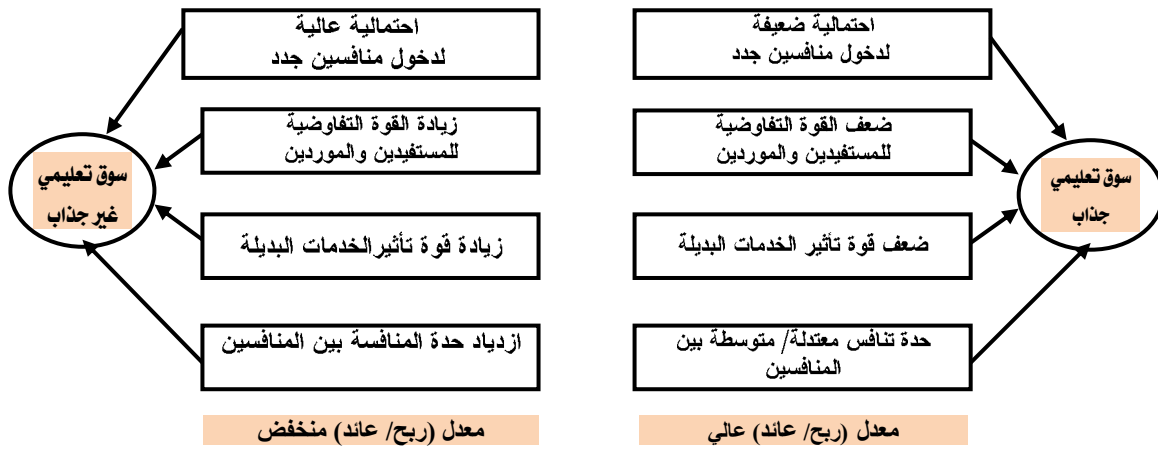 احتمالية ضعيفة
لدخول منافسين جدد
ضعف القوة التفاوضية
للمستفيدين والموردين
ضعف قوة تأثير الخدمات البديلة
حدة تنافس معتدلة/ متوسطة بين
المنافسين
سوق تعليمي
جذاب
معدل (ربح/ عائد) عالي
احتمالية عالية
لدخول منافسين جدد
زيادة القوة التفاوضية
للمستفيدين والموردين
زيادة قوة تأثير الخدمات البديلة
ازدياد حدة المنافسة بين المنافسين
سوق تعليمي
غير جذاب
معدل (ربح/ عائد) منخفض